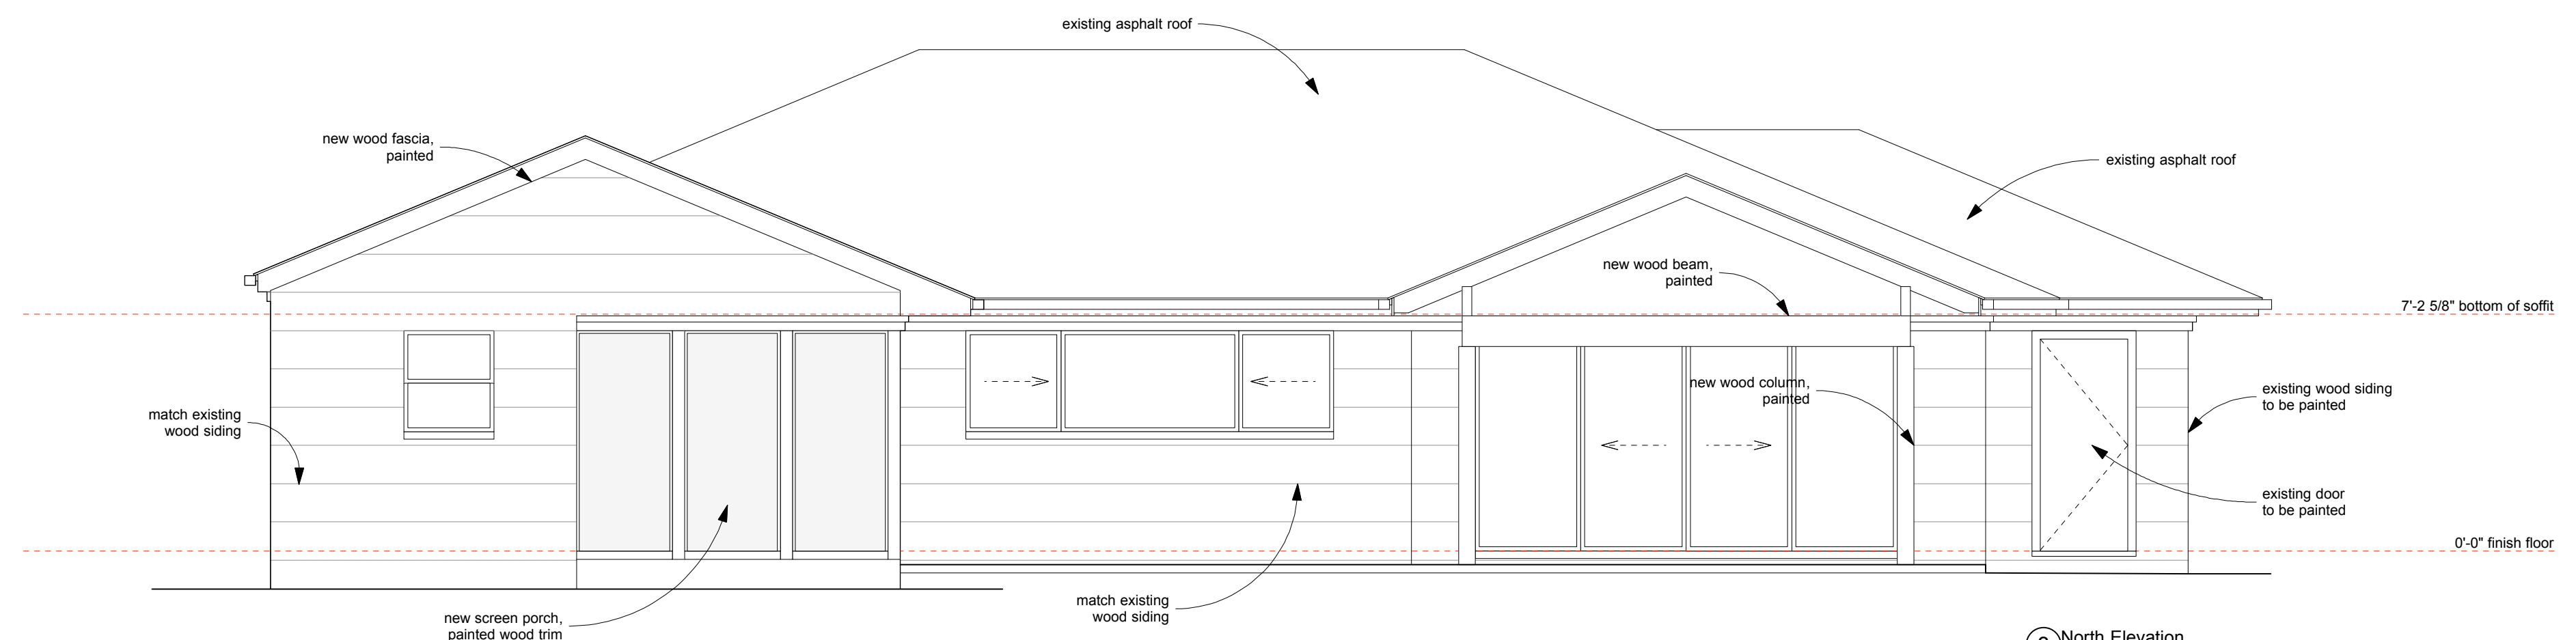 existing asphalt roof
new wood fascia,
painted
existing asphalt roof
new wood beam,
painted
7'-2 5/8" bottom of soffit
new wood column,
painted
existing wood siding
to be painted
match existing
wood siding
existing door
to be painted
0'-0" finish floor
match existing
wood siding
new screen porch,
painted wood trim
North Elevation